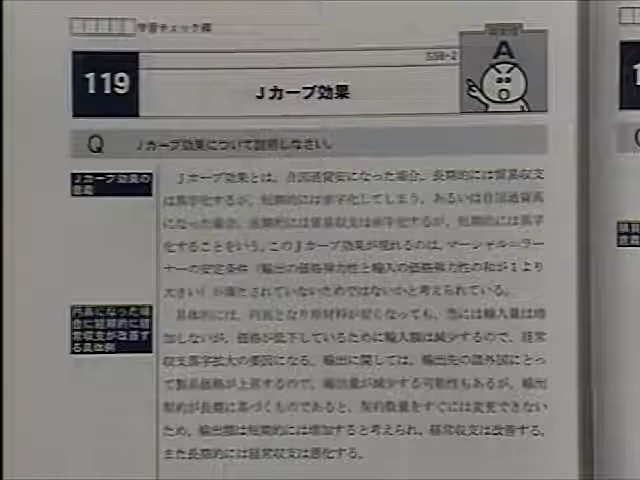 学習チェック欄
A
119
Jカーブ効果
Q Jカーブ効果について説明しなさい。
Jカーブ効果の
意義
Jカーブ効果とは、自国通貨安になった場合、長期的には貿易収支
は黒字化するが、短期的には赤字化してしまう、あるいは自国通貨高
になった場合、長期的には貿易収支は赤字化するが、短期的には黒字
化することをいう。このJカーブ効果が現れるのは、マーシャル=ラー
ナーの安定条件(輸出の価格弾力性と輸入の価格弾力性の和が1より
大きい)が満たされていないためではないかと考えられている。
円高になった場
合に短期的に経
常収支が改善す
る具体例
具体的には、円高となり原材料が安くなっても、急には輸入量は増
加しないが、価格が低下しているために輸入額は減少するので、経常
収支黒字拡大の要因になる。輸出に関しては、輸出先の諸外国にとっ
て製品価格が上昇するので、輸出量が減少する可能性もあるが、輸出
契約が長期に基づくものであると、契約数量をすぐには変更できない
ため、輸出額は短期的には増加すると考えられ、経常収支は改善する。
また長期的には経常収支は悪化する。